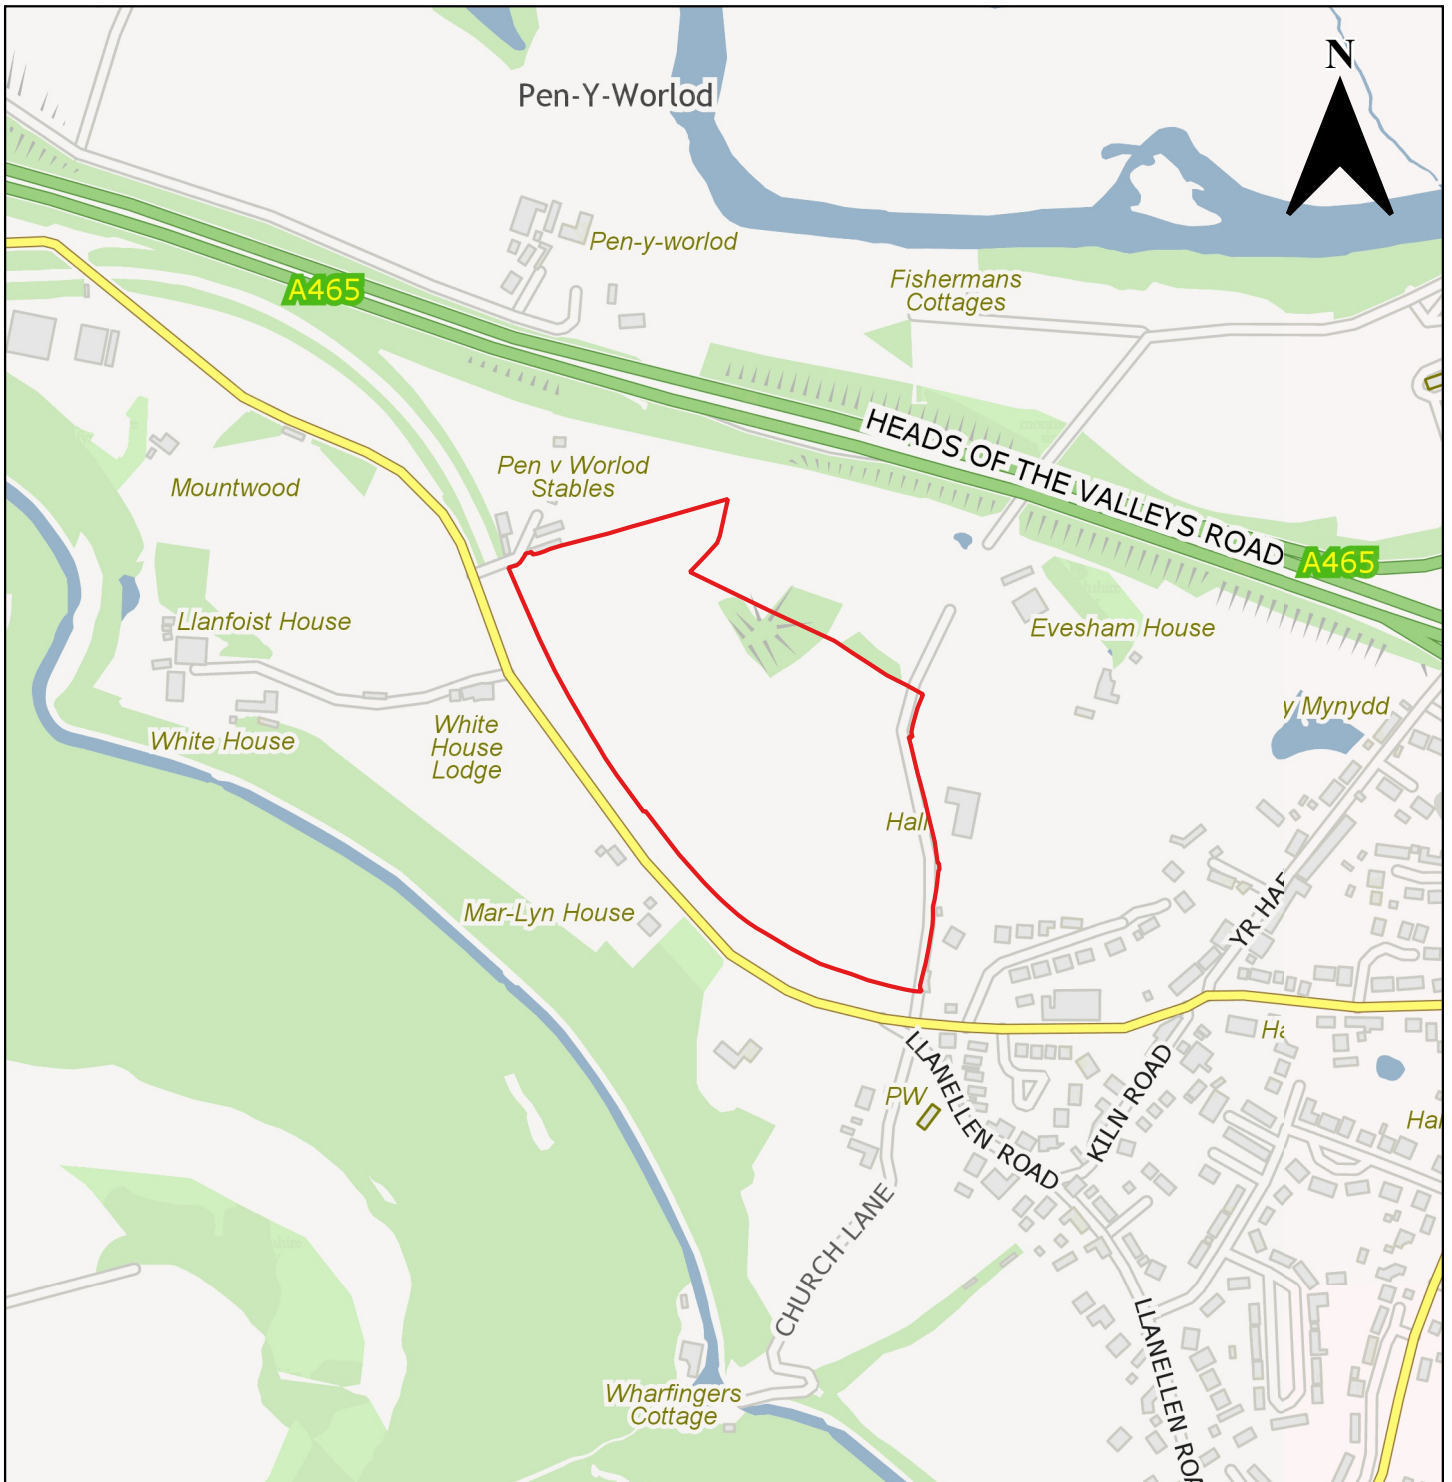 N
Pen-Y-Worlod
Pen-y-worlod
Fishermans
Cottages
A465
HEADS OF THE VALLEYS ROAD
A465
Pen y Worlod
Stables
Mountwood
Llanfoist House
Evesham House
White House
White
House
Lodge
y Mynydd
Hall
Mar-Lyn House
YR HAF
LLANELLEN ROAD
KILN ROAD
PW
CHURCH LANE
Wharfingers
Cottage
LLANELLEN ROA